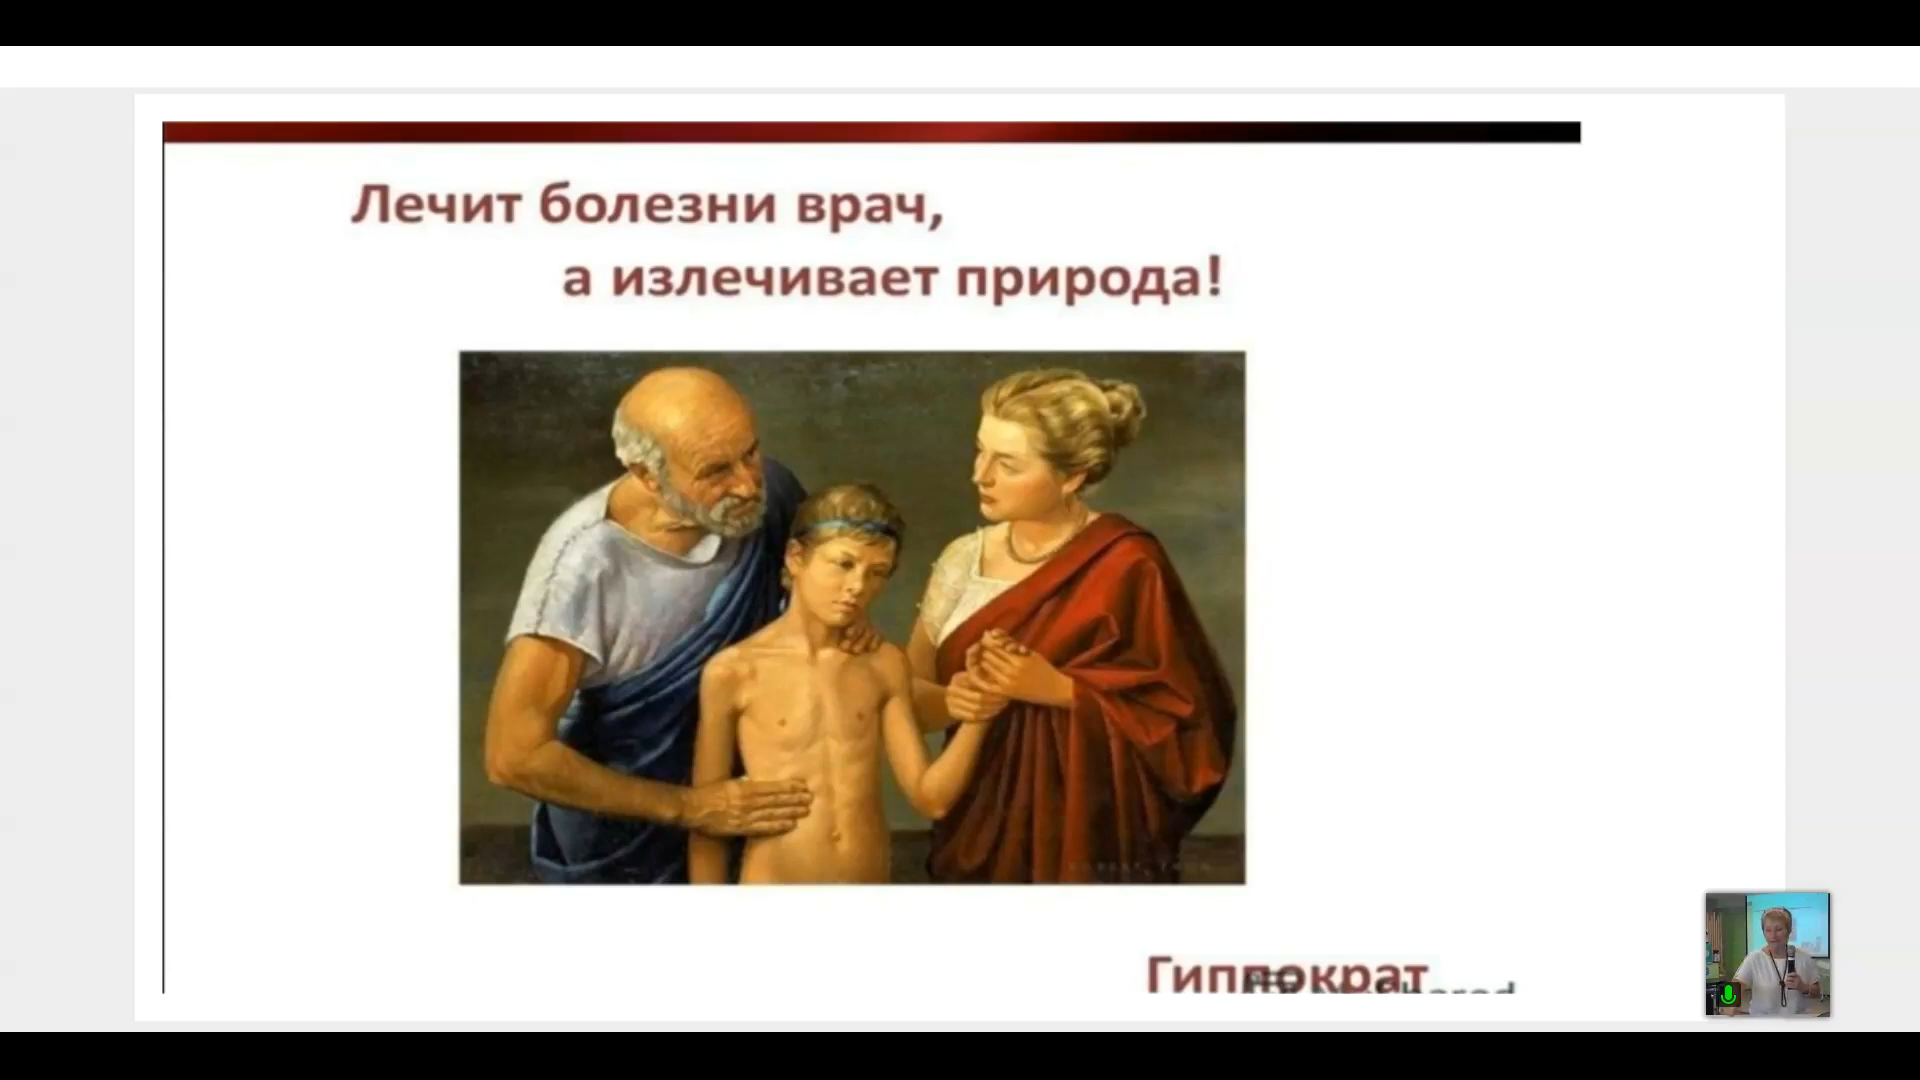 Лечит болезни врач,
а излечивает природа!
Гиппократ